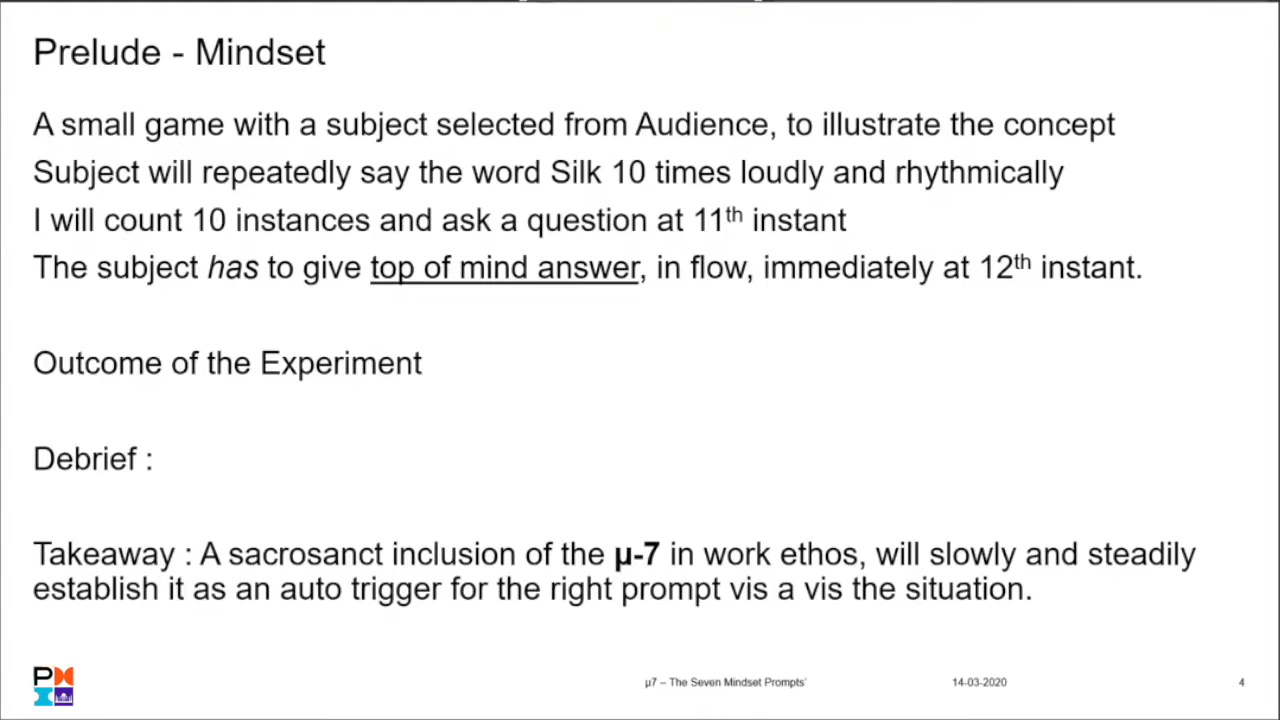 Prelude - Mindset
A small game with a subject selected from Audience, to illustrate the concept
Subject will repeatedly say the word Silk 10 times loudly and rhythmically
I will count 10 instances and ask a question at 11th instant
The subject has to give top of mind answer, in flow, immediately at 12th instant.
Outcome of the Experiment
Debrief :
Takeaway : A sacrosanct inclusion of the µ-7 in work ethos, will slowly and steadily
establish it as an auto trigger for the right prompt vis a vis the situation.
P
µ7 – The Seven Mindset Prompts’
14-03-2020
4